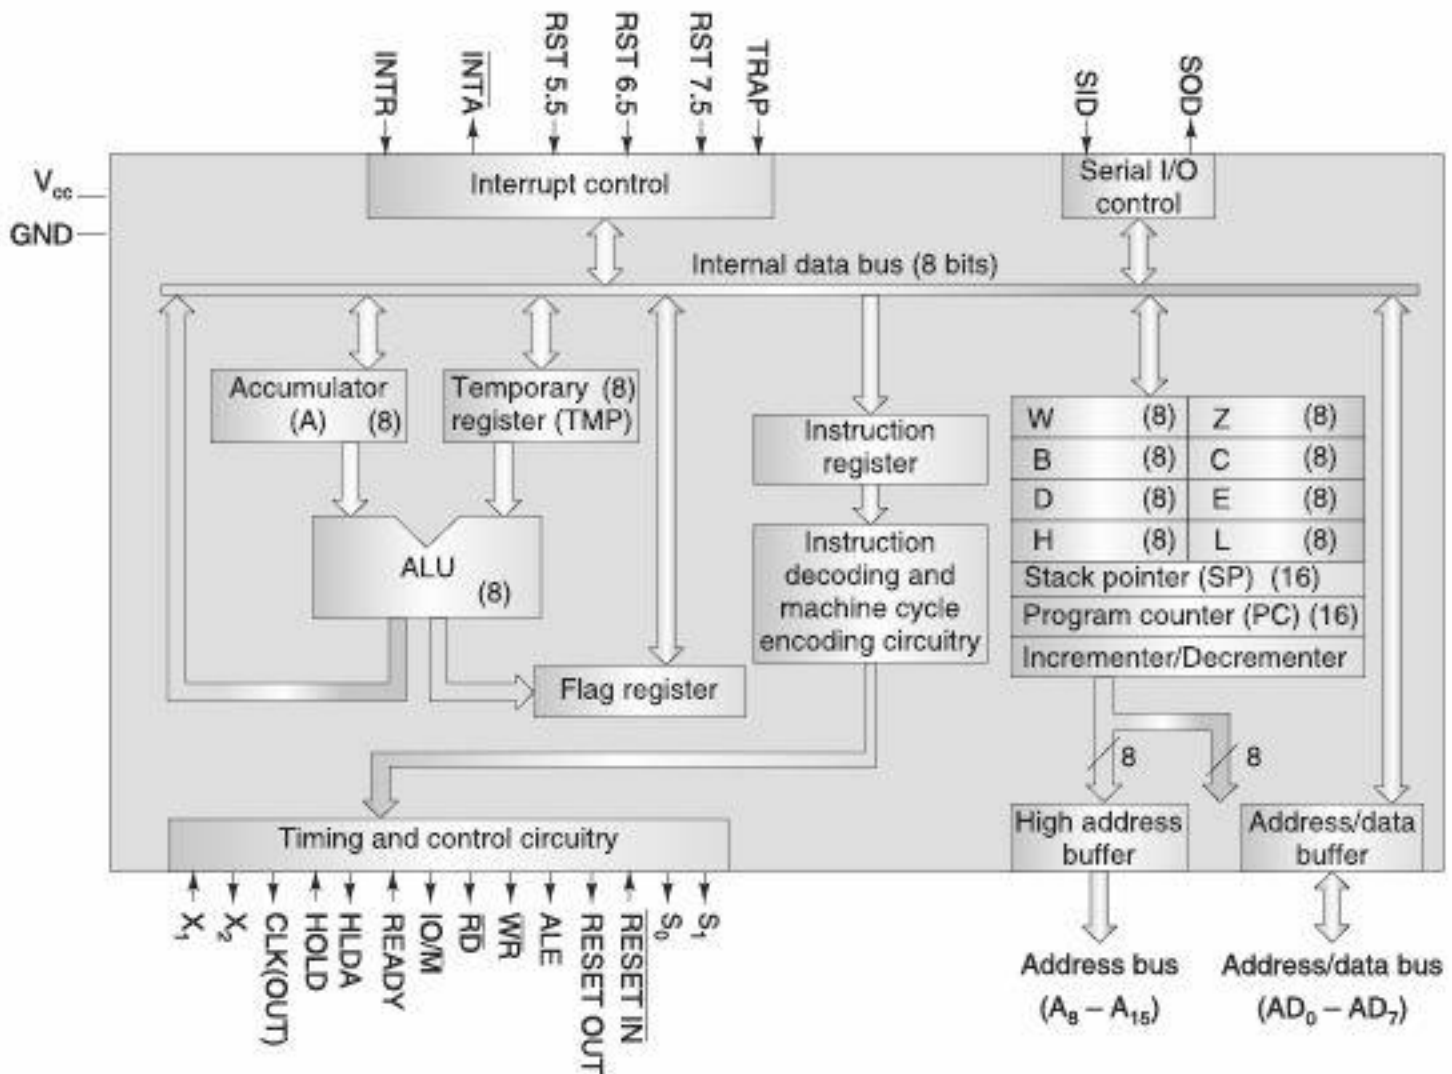 INTR
INTA
RST 5.5
RST 6.5
RST 7.5
TRAP
SID
SOD
Vcc
GND
Interrupt control
Serial I/O
control
Internal data bus (8 bits)
Accumulator
(A) (8)
Temporary (8)
register (TMP)
Instruction
register
W (8) Z (8)
B (8) C (8)
D (8) E (8)
H (8) L (8)
Stack pointer (SP) (16)
Program counter (PC) (16)
Incrementer/Decrementer
ALU
(8)
Instruction
decoding and
machine cycle
encoding circuitry
Flag register
8
8
Timing and control circuitry
High address
buffer
Address/data
buffer
X₁
X₂
CLK(OUT)
HOLD
HLDA
READY
IO/M̅
R̅D̅
W̅R̅
ALE
RESET OUT
RESET IN
S₀
S₁
Address bus
(A₈ – A₁₅)
Address/data bus
(AD₀ – AD₇)